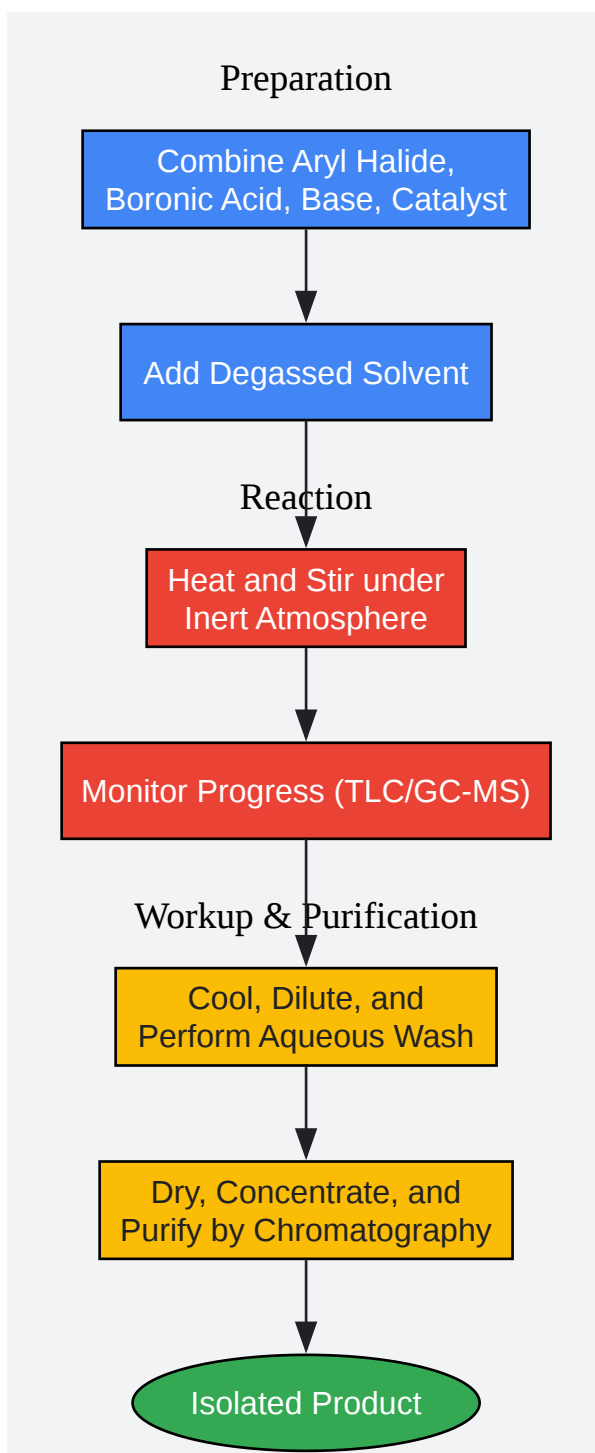 Preparation
Combine Aryl Halide,
Boronic Acid, Base, Catalyst
Add Degassed Solvent
Reaction
Heat and Stir under
Inert Atmosphere
Monitor Progress (TLC/GC-MS)
Workup & Purification
Cool, Dilute, and
Perform Aqueous Wash
Dry, Concentrate, and
Purify by Chromatography
Isolated Product